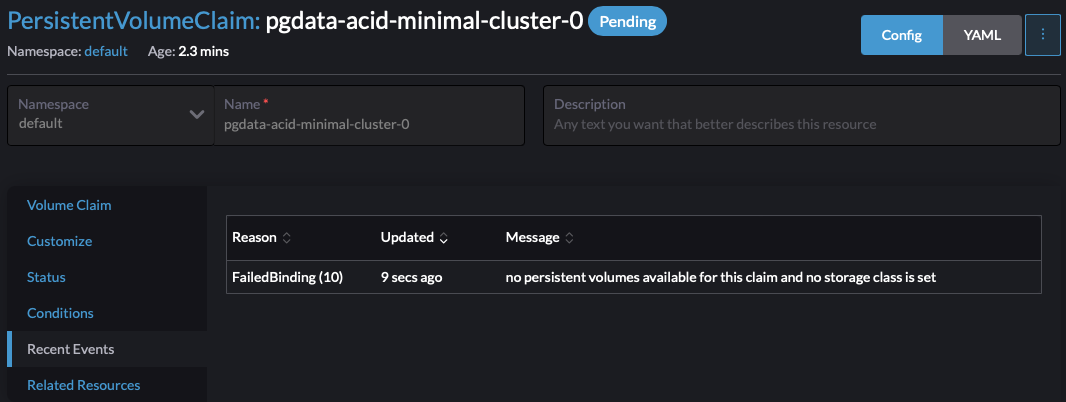 PersistentVolumeClaim: pgdata-acid-minimal-cluster-0 Pending
Namespace: default Age: 2.3 mins
Config YAML
Namespace
default
Name *
pgdata-acid-minimal-cluster-0
Description
Any text you want that better describes this resource
Volume Claim
Customize
Status
Conditions
Recent Events
Related Resources
Reason Updated Message
FailedBinding (10) 9 secs ago no persistent volumes available for this claim and no storage class is set